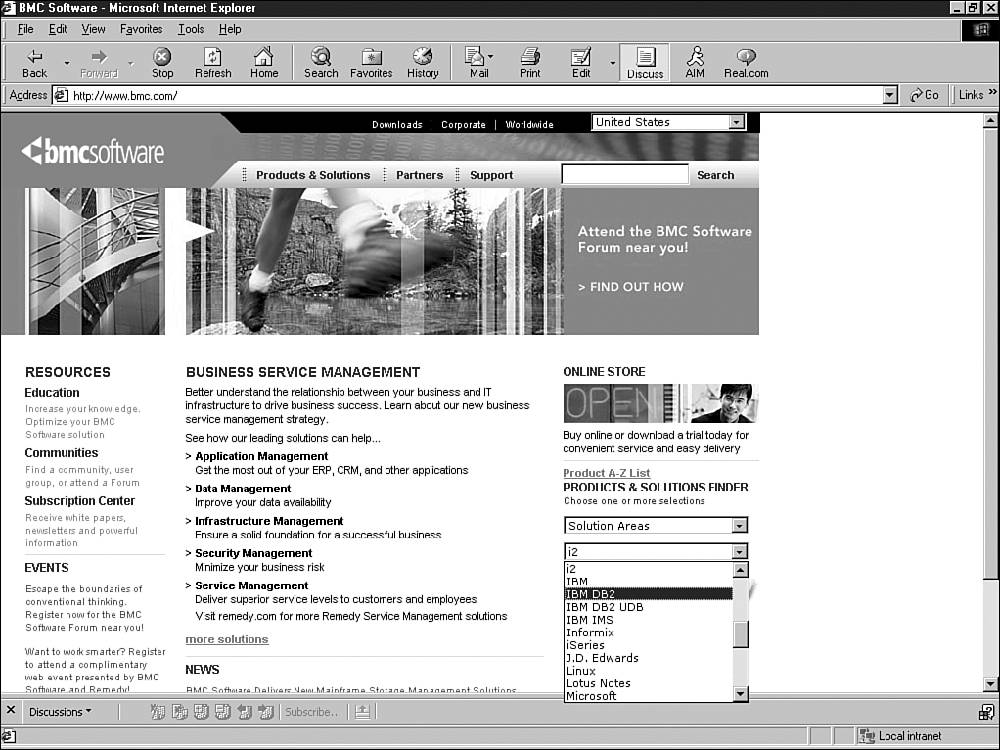 BMC Software - Microsoft Internet Explorer
File Edit View Favorites Tools Help
Back Forward Stop Refresh Home Search Favorites History Mail Print Edit Discuss AIM Real.com
Address http://www.bmc.com/ Go Links »
Downloads Corporate | Worldwide United States
bmcsoftware
Products & Solutions Partners Support Search
Attend the BMC Software
Forum near you!
> FIND OUT HOW
RESOURCES
Education
Increase your knowledge.
Optimize your BMC
Software solution
Communities
Find a community, user
group, or attend a Forum
Subscription Center
Receive white papers,
newsletters and powerful
information
EVENTS
Escape the boundaries of
conventional thinking.
Register now for the BMC
Software Forum near you!
Want to work smarter? Register
to attend a complimentary
web event presented by BMC
Software and Remedy!
BUSINESS SERVICE MANAGEMENT
Better understand the relationship between your business and IT
infrastructure to drive business success. Learn about our new business
service management strategy.
See how our leading solutions can help...
> Application Management
Get the most out of your ERP, CRM, and other applications
> Data Management
Improve your data availability
> Infrastructure Management
Ensure a solid foundation for a successful business
> Security Management
Minimize your business risk
> Service Management
Deliver superior service levels to customers and employees
Visit remedy.com for more Remedy Service Management solutions
more solutions
NEWS
BMC Software Delivers New Mainframe Storage Management Solutions
ONLINE STORE
OPEN
Buy online or download a trial today for
convenient service and easy delivery
Product A-Z List
PRODUCTS & SOLUTIONS FINDER
Choose one or more selections
Solution Areas
i2
i2
IBM
IBM DB2
IBM DB2 UDB
IBM IMS
Informix
iSeries
J.D. Edwards
Linux
Lotus Notes
Microsoft
Discussions Subscribe...
Local intranet